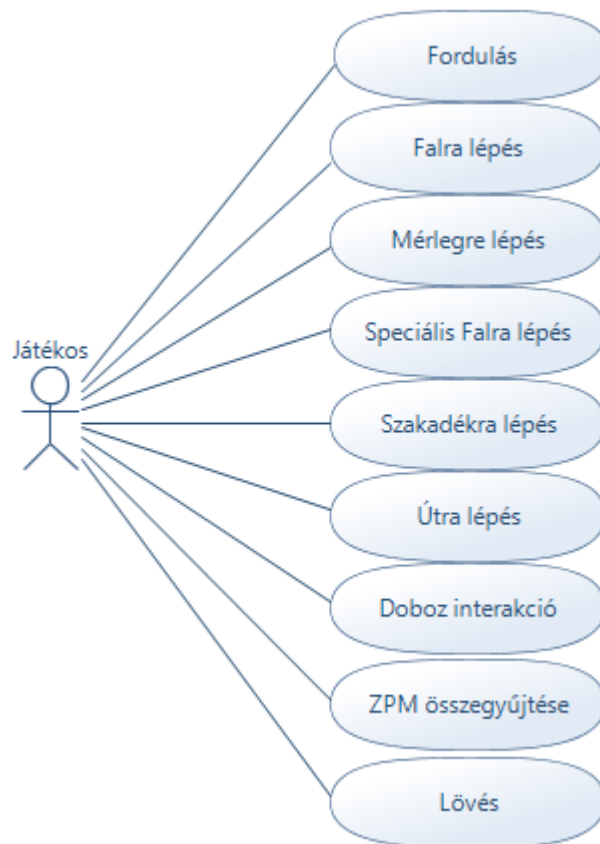 Fordulás
Falra lépés
Mérlegre lépés
Speciális Falra lépés
Játékos
Szakadékra lépés
Útra lépés
Doboz interakció
ZPM összegyűjtése
Lövés